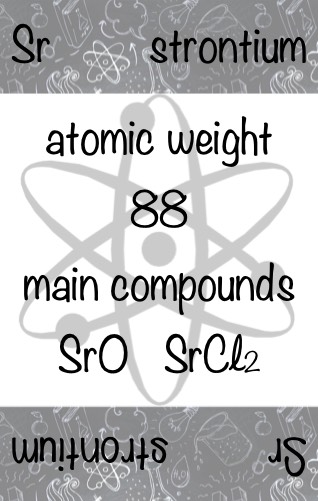 Sr strontium
atomic weight
88
main compounds
SrO SrCl₂
Sr strontium